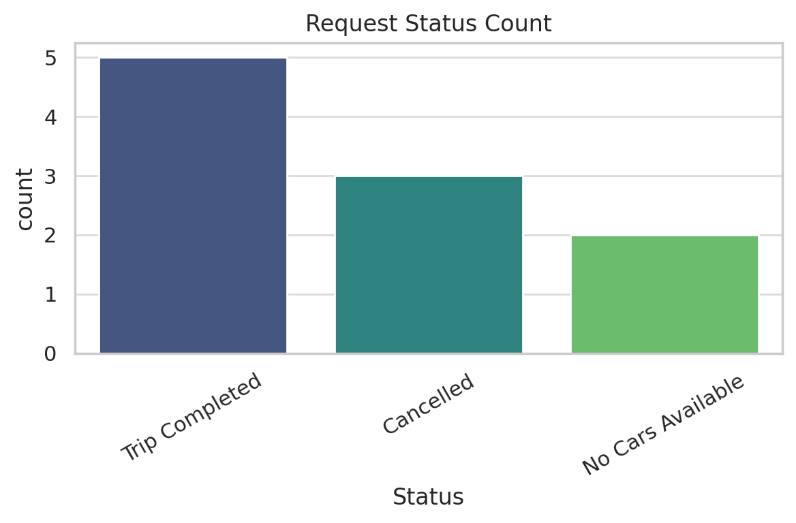 Request Status Count
count
5
4
3
2
1
0
Trip Completed
Cancelled
No Cars Available
Status